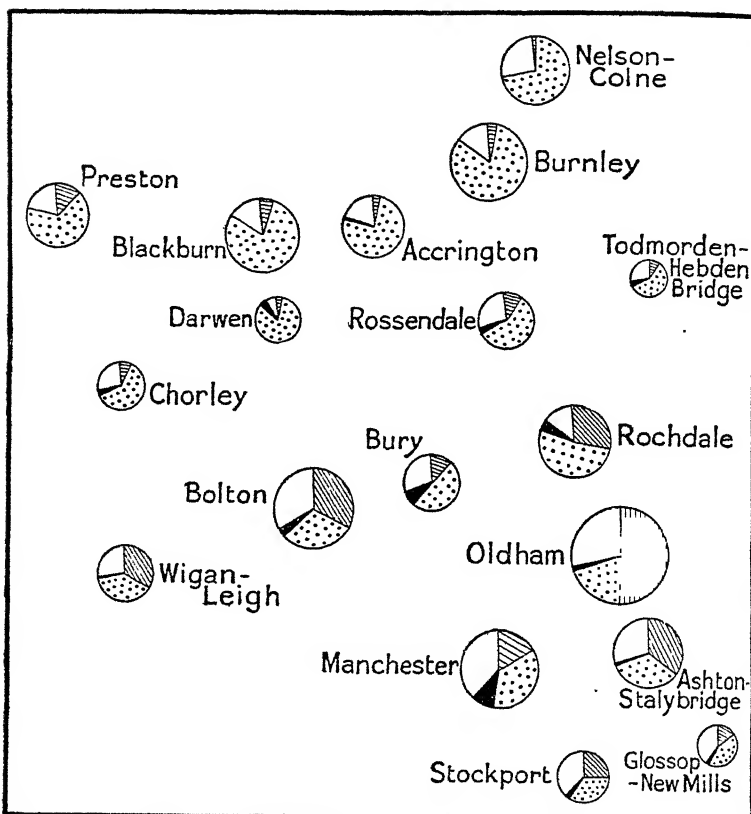 Nelson-
Colne
Burnley
Preston
Blackburn
Accrington
Todmorden-
Hebden
Bridge
Darwen
Rossendale
Chorley
Rochdale
Bury
Bolton
Oldham
Wigan-
Leigh
Manchester
Ashton-
Stalybridge
Glossop
-New Mills
Stockport